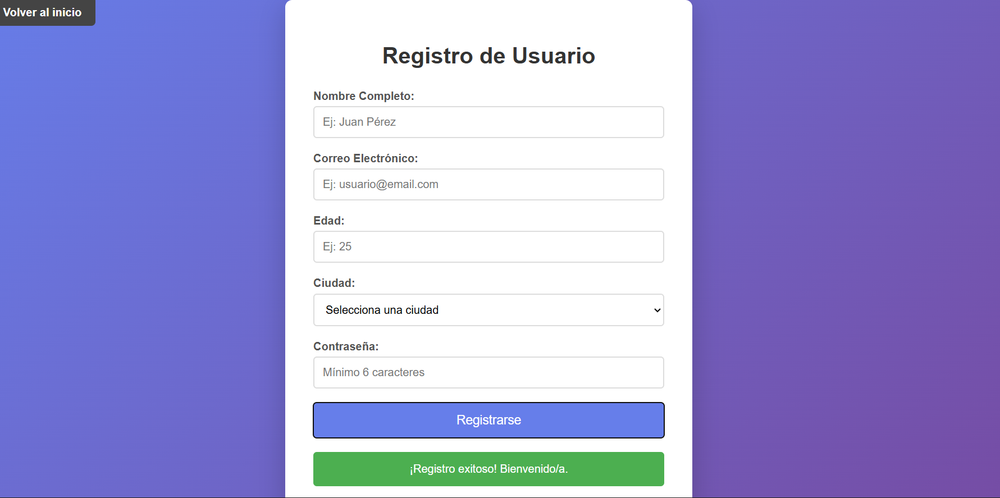 Volver al inicio
Registro de Usuario
Nombre Completo:
Ej: Juan Pérez
Correo Electrónico:
Ej: usuario@email.com
Edad:
Ej: 25
Ciudad:
Selecciona una ciudad
Contraseña:
Mínimo 6 caracteres
Registrarse
¡Registro exitoso! Bienvenido/a.